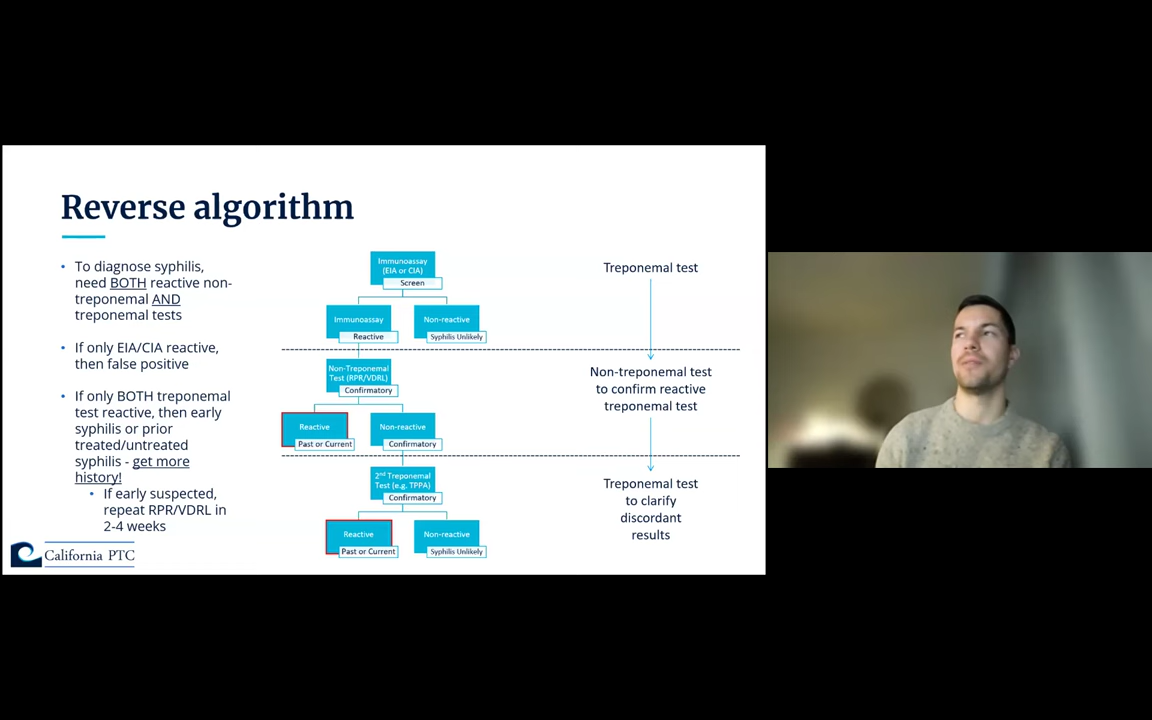 Reverse algorithm
• To diagnose syphilis,
need BOTH reactive non-
treponemal AND
treponemal tests
• If only EIA/CIA reactive,
then false positive
• If only BOTH treponemal
test reactive, then early
syphilis or prior
treated/untreated
syphilis - get more
history!
• If early suspected,
repeat RPR/VDRL in
2-4 weeks
California PTC
Immunoassay
(EIA or CIA)
Screen
Immunoassay
Reactive
Non-reactive
Syphilis Unlikely
Non-Treponemal
Test (RPR/VDRL)
Confirmatory
Reactive
Past or Current
Non-reactive
Confirmatory
2nd Treponemal
Test (e.g. TPPA)
Confirmatory
Reactive
Past or Current
Non-reactive
Syphilis Unlikely
Treponemal test
Non-treponemal test
to confirm reactive
treponemal test
Treponemal test
to clarify
discordant
results